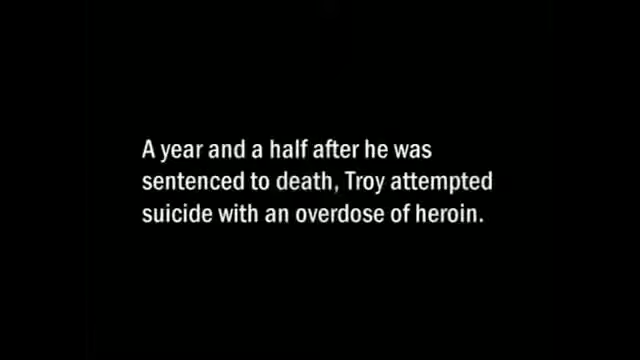 A year and a half after he was
sentenced to death, Troy attempted
suicide with an overdose of heroin.